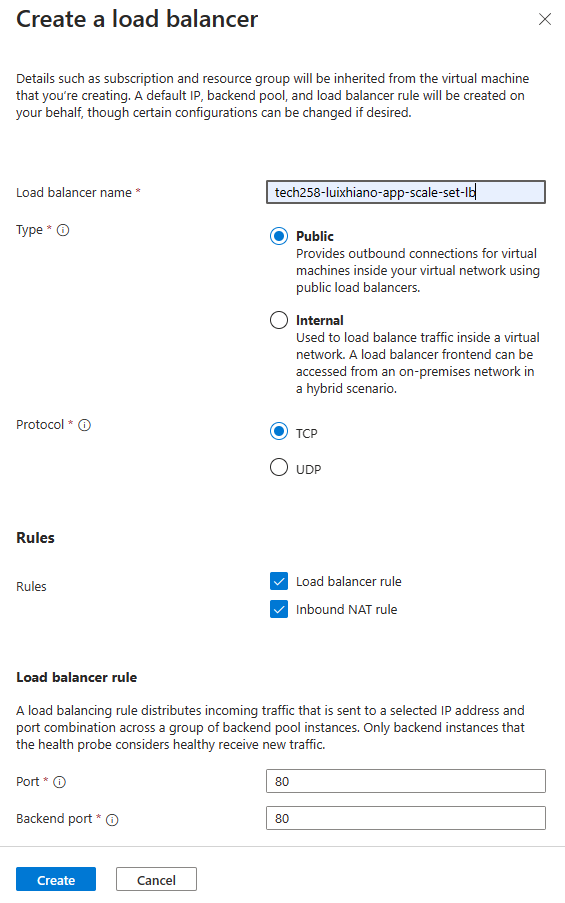 Create a load balancer
Details such as subscription and resource group will be inherited from the virtual machine
that you're creating. A default IP, backend pool, and load balancer rule will be created on
your behalf, though certain configurations can be changed if desired.
Load balancer name *
tech258-luixhiano-app-scale-set-lb
Type *
Public
Provides outbound connections for virtual
machines inside your virtual network using
public load balancers.
Internal
Used to load balance traffic inside a virtual
network. A load balancer frontend can be
accessed from an on-premises network in
a hybrid scenario.
Protocol *
TCP
UDP
Rules
Rules
Load balancer rule
Inbound NAT rule
Load balancer rule
A load balancing rule distributes incoming traffic that is sent to a selected IP address and
port combination across a group of backend pool instances. Only backend instances that
the health probe considers healthy receive new traffic.
Port *
80
Backend port *
80
Create
Cancel